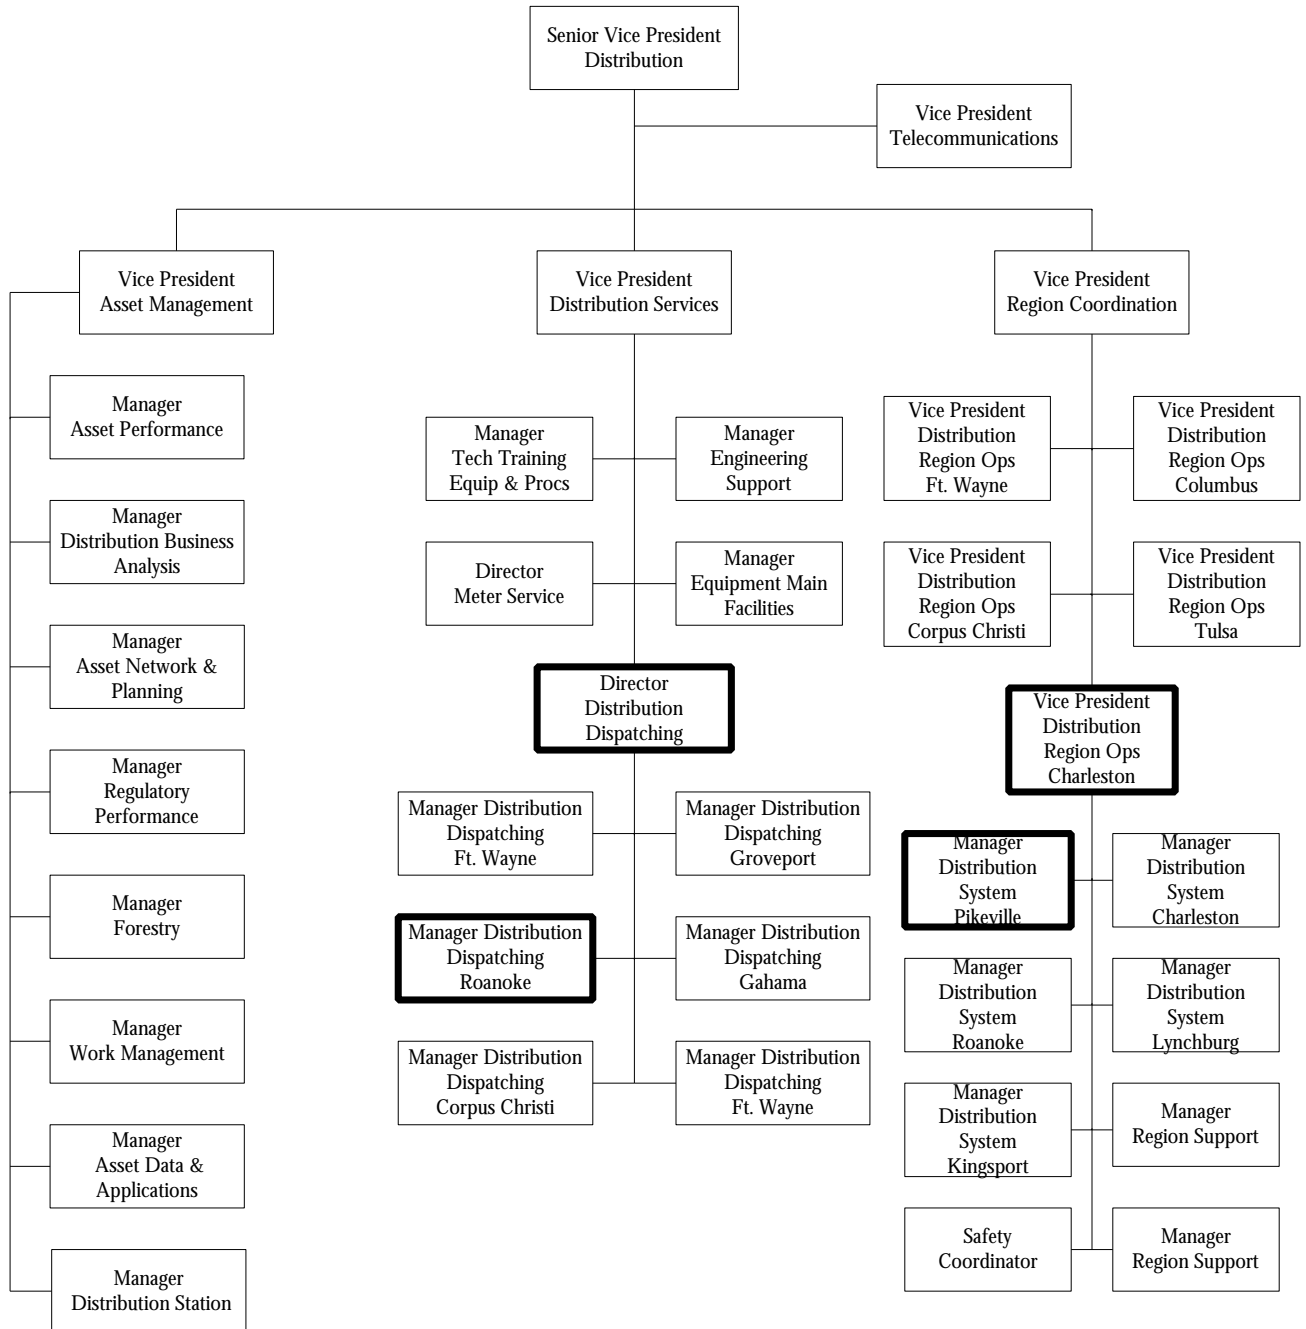 Senior Vice President
Distribution
Vice President
Telecommunications
Vice President
Asset Management
Vice President
Distribution Services
Vice President
Region Coordination
Manager
Asset Performance
Manager
Distribution Business
Analysis
Manager
Asset Network &
Planning
Manager
Regulatory
Performance
Manager
Forestry
Manager
Work Management
Manager
Asset Data &
Applications
Manager
Distribution Station
Manager
Tech Training
Equip & Procs
Manager
Engineering
Support
Director
Meter Service
Manager
Equipment Main
Facilities
Director
Distribution
Dispatching
Manager Distribution
Dispatching
Ft. Wayne
Manager Distribution
Dispatching
Groveport
Manager Distribution
Dispatching
Roanoke
Manager Distribution
Dispatching
Gahama
Manager Distribution
Dispatching
Corpus Christi
Manager Distribution
Dispatching
Ft. Wayne
Vice President
Distribution
Region Ops
Ft. Wayne
Vice President
Distribution
Region Ops
Columbus
Vice President
Distribution
Region Ops
Corpus Christi
Vice President
Distribution
Region Ops
Tulsa
Vice President
Distribution
Region Ops
Charleston
Manager
Distribution
System
Pikeville
Manager
Distribution
System
Charleston
Manager
Distribution
System
Roanoke
Manager
Distribution
System
Lynchburg
Manager
Distribution
System
Kingsport
Manager
Region Support
Safety
Coordinator
Manager
Region Support